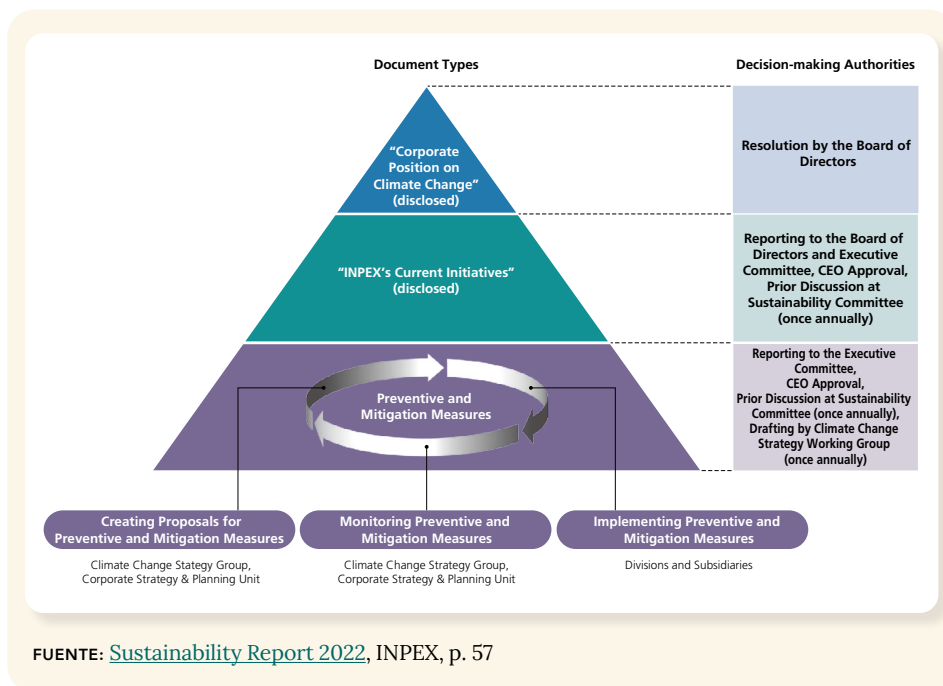 Document Types
Decision-making Authorities
“Corporate
Position on
Climate Change“
(disclosed)
Resolution by the Board of
Directors
“INPEX’s Current Initiatives“
(disclosed)
Reporting to the Board of
Directors and Executive
Committee, CEO Approval,
Prior Discussion at
Sustainability Committee
(once annually)
Preventive and
Mitigation Measures
Reporting to the Executive
Committee,
CEO Approval,
Prior Discussion at Sustainability
Committee (once annually),
Drafting by Climate Change
Strategy Working Group
(once annually)
Creating Proposals for
Preventive and Mitigation Measures
Climate Change Stategy Group,
Corporate Strategy & Planning Unit
Monitoring Preventive and
Mitigation Measures
Climate Change Strategy Group,
Corporate Strategy & Planning Unit
Implementing Preventive and
Mitigation Measures
Divisions and Subsidiaries
FUENTE: Sustainability Report 2022, INPEX, p. 57